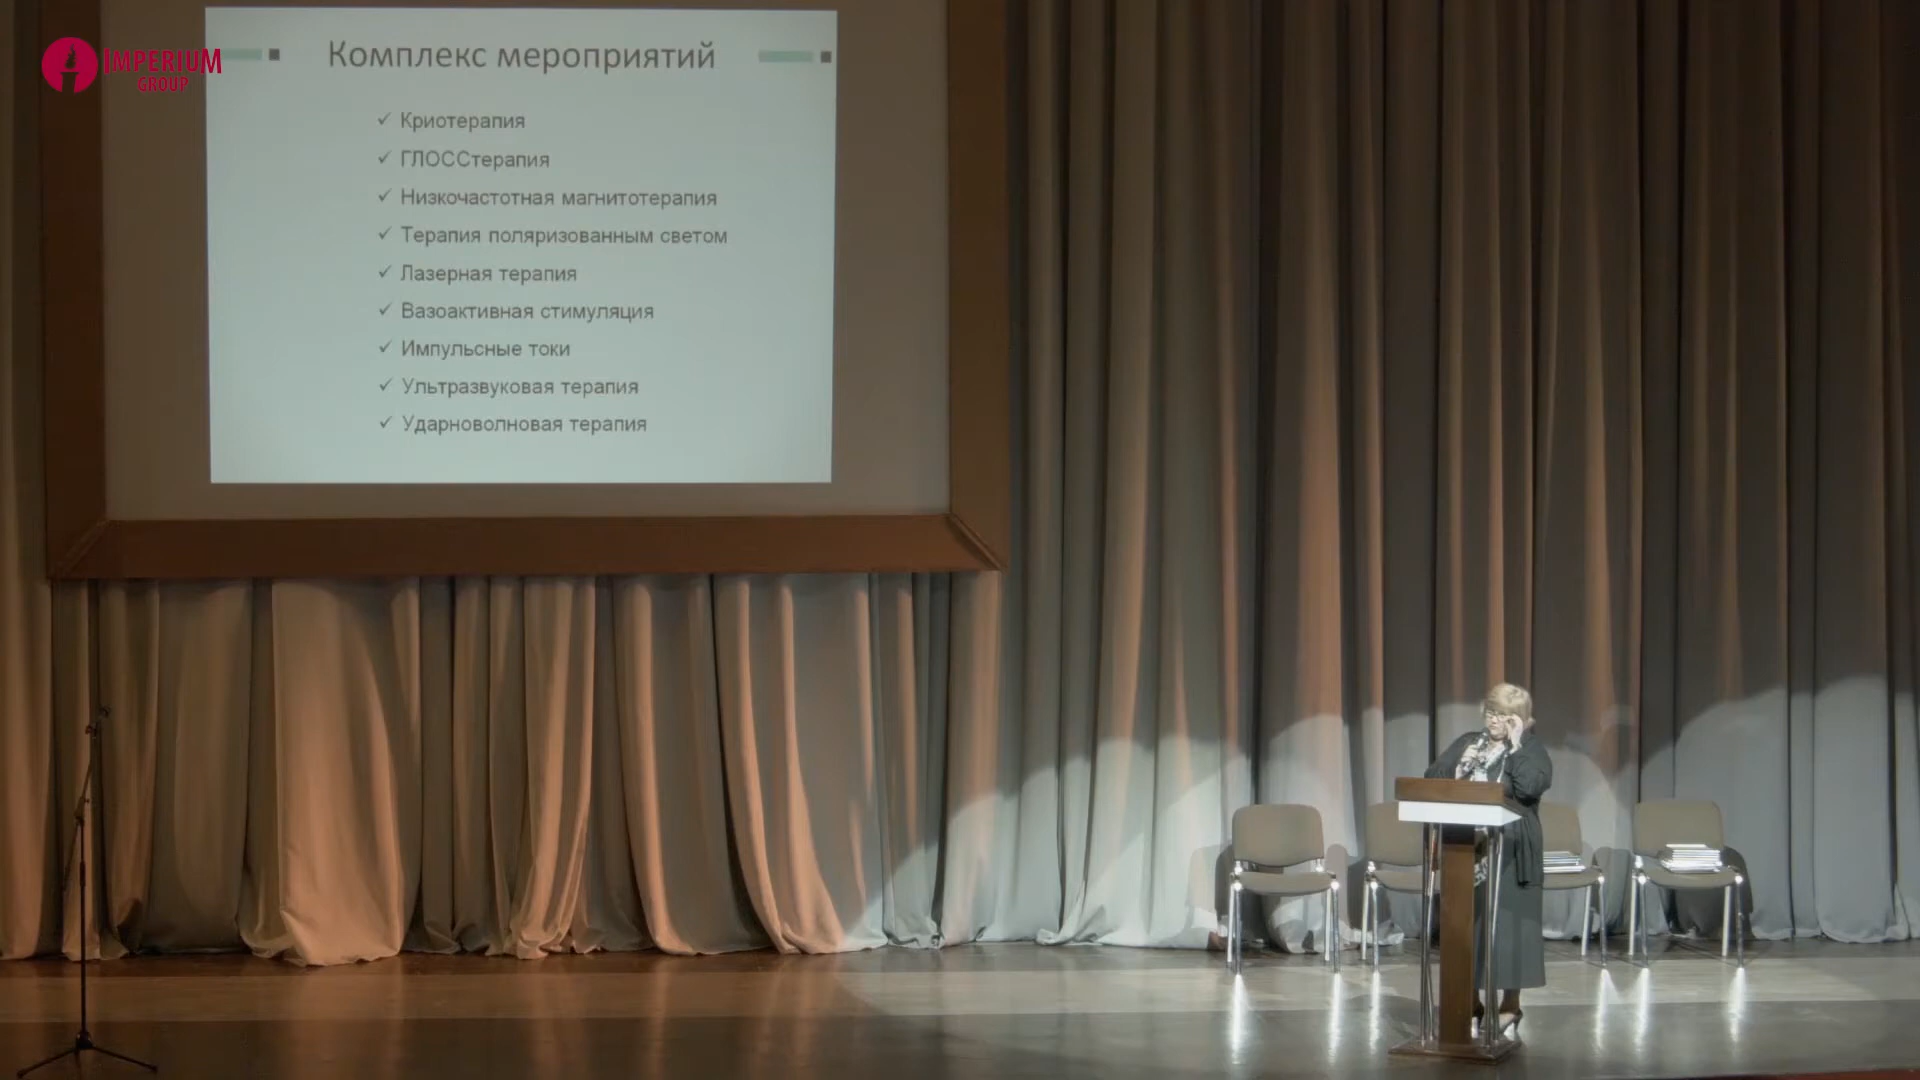 IMPERIUM
GROUP
Комплекс мероприятий
Криотерапия
ГЛОССтерапия
Низкочастотная магнитотерапия
Терапия поляризованным светом
Лазерная терапия
Вазоактивная стимуляция
Импульсные токи
Ультразвуковая терапия
Ударноволновая терапия